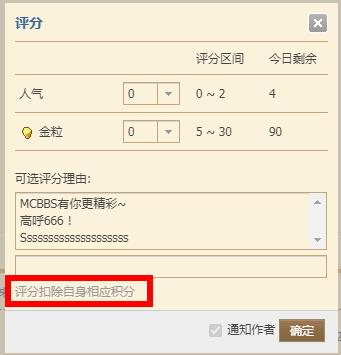 评分
评分区间 今日剩余
人气 0 0 ~ 2 4
金粒 0 5 ~ 30 90
可选评分理由:
MCBBS有你更精彩~
高呼666！
Ssssssssssssssssssss
评分扣除自身相应积分
通知作者 确定